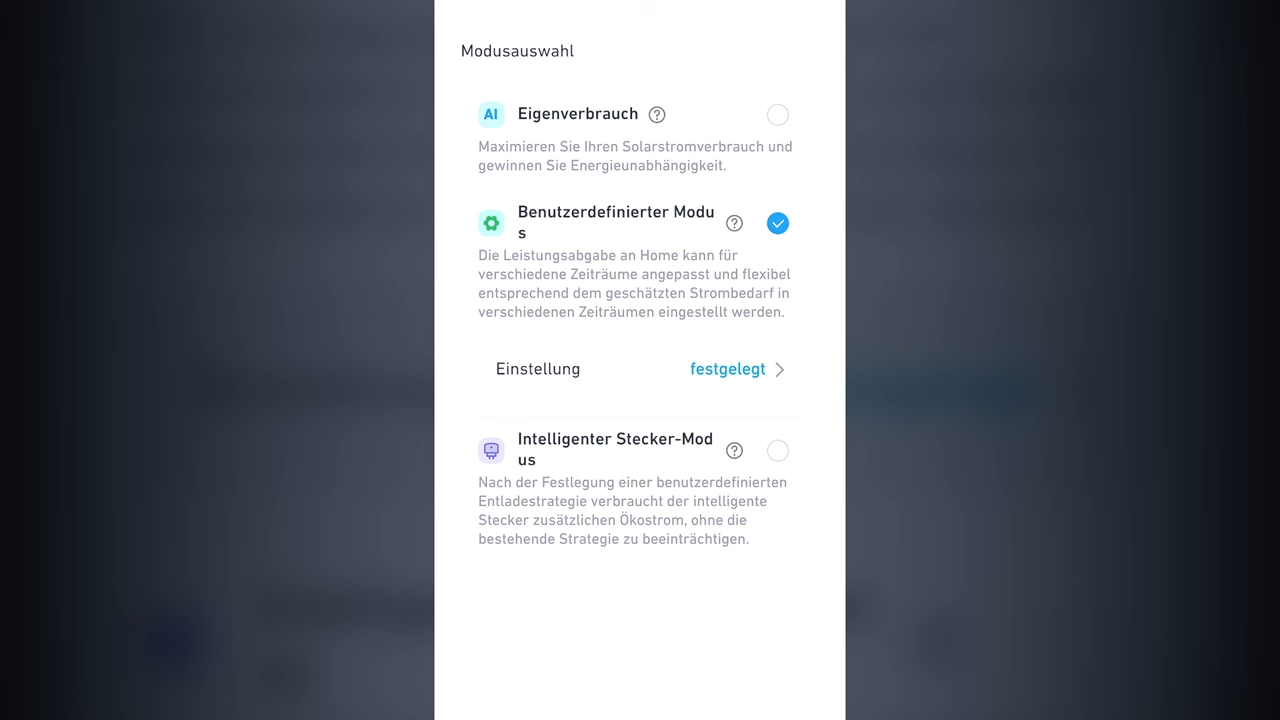 Modusauswahl
AI Eigenverbrauch ?
Maximieren Sie Ihren Solarstromverbrauch und
gewinnen Sie Energieunabhängigkeit.
Benutzerdefinierter Modu
s ?
Die Leistungsabgabe an Home kann für
verschiedene Zeiträume angepasst und flexibel
entsprechend dem geschätzten Strombedarf in
verschiedenen Zeiträumen eingestellt werden.
Einstellung festgelegt
Intelligenter Stecker-Mod
us ?
Nach der Festlegung einer benutzerdefinierten
Entladestrategie verbraucht der intelligente
Stecker zusätzlichen Ökostrom, ohne die
bestehende Strategie zu beeinträchtigen.